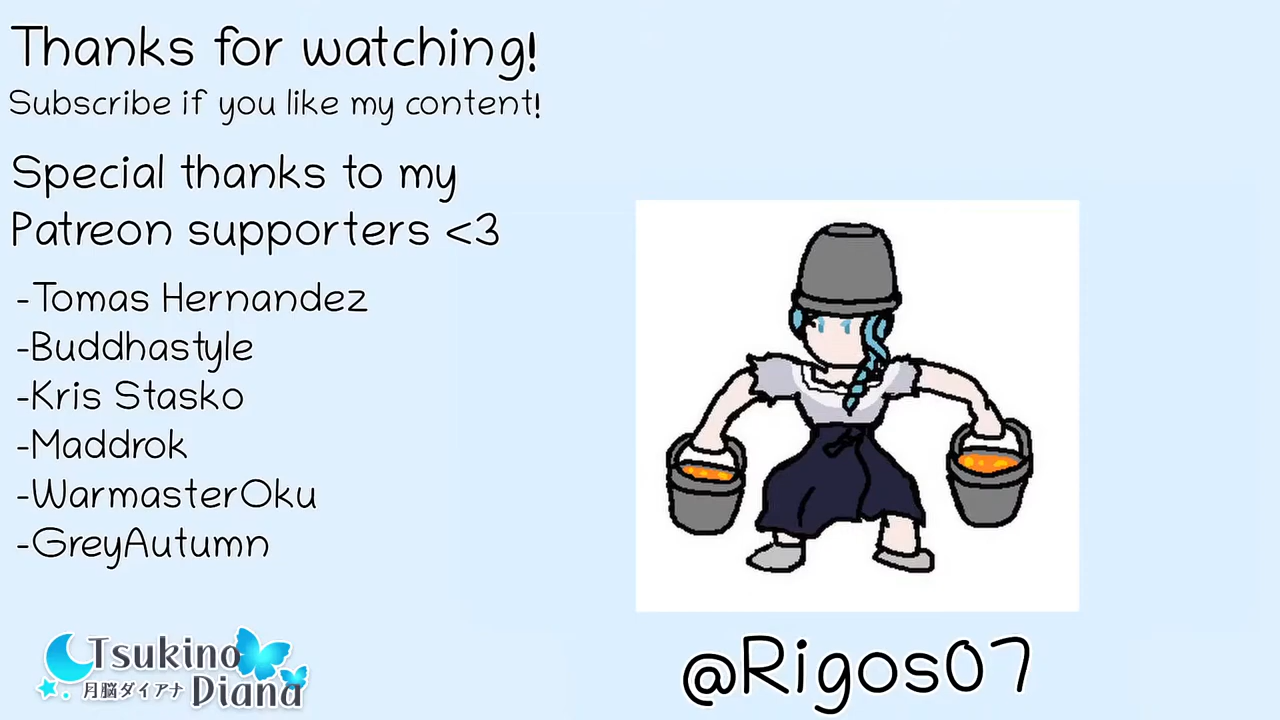 Thanks for watching!
Subscribe if you like my content!
Special thanks to my
Patreon supporters <3
-Tomas Hernandez
-Buddhastyle
-Kris Stasko
-Maddrok
-WarmasterOku
-GreyAutumn
Tsukino
月脳ダイアナ Diana
@Rigos07